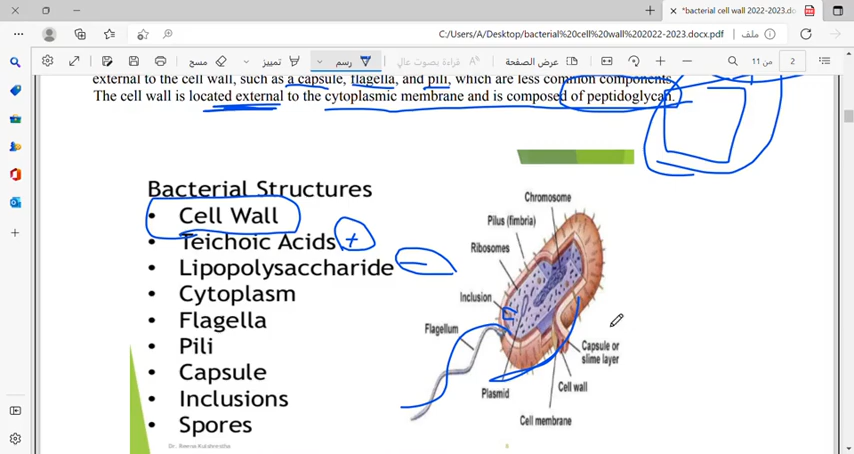 *bacterial cell wall 2022-2023.do
C:/Users/A/Desktop/bacterial%20cell%20wall%202022-2023.docx.pdf
ملف
مسح
تمييز
رسم
قراءة بصوت عالٍ
عرض الصفحة
2
من 11
external to the cell wall, such as a capsule, flagella, and pili, which are less common components.
The cell wall is located external to the cytoplasmic membrane and is composed of peptidoglycan.
Bacterial Structures
• Cell Wall
• Teichoic Acids +
• Lipopolysaccharide −
• Cytoplasm
• Flagella
• Pili
• Capsule
• Inclusions
• Spores
Chromosome
Pilus (fimbria)
Ribosomes
Inclusion
Flagellum
Capsule or
slime layer
Cell wall
Plasmid
Cell membrane
Dr. Reena Kulshrestha